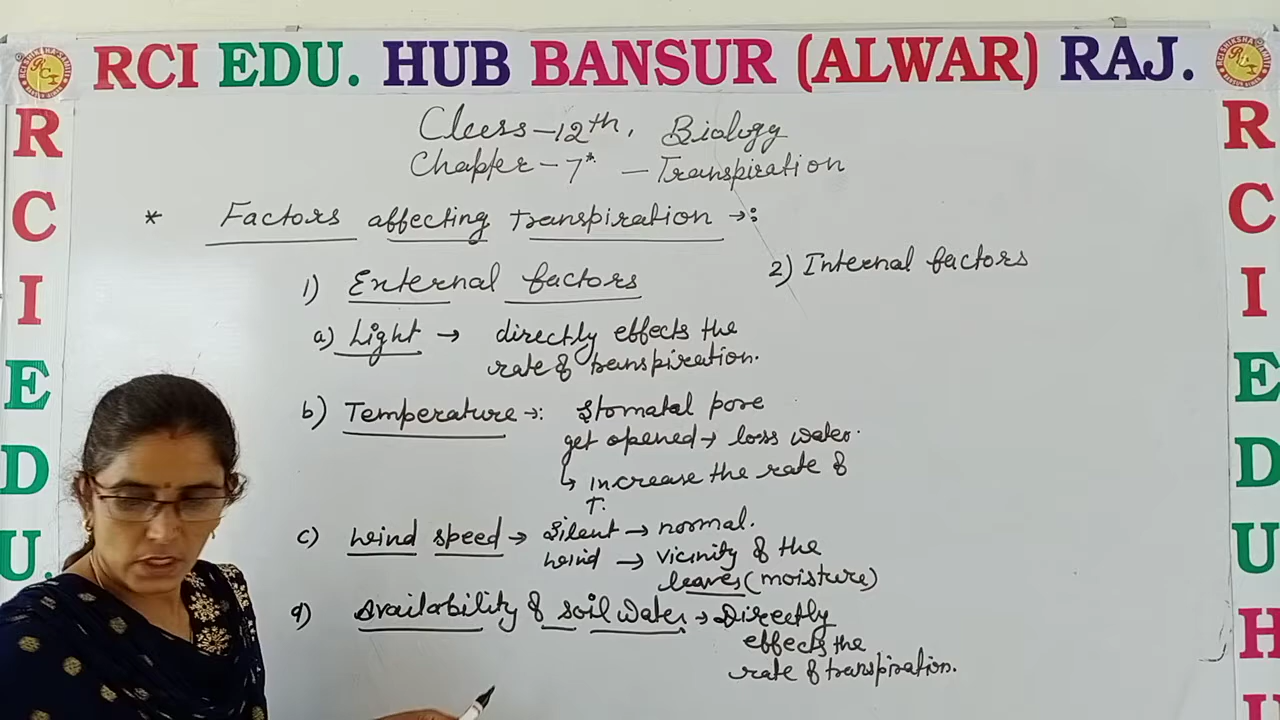 RCI EDU. HUB BANSUR (ALWAR) RAJ.
R
C
I
E
D
U.
R
C
I
E
D
U
H
U
Class-12th, Biology
Chapter-7* - Transpiration
* Factors affecting Transpiration →:
1) External factors
2) Internal factors
a) Light → directly effects the
rate of transpiration.
b) Temperature →: Stomatal pore
get opened → loss water.
↳ increase the rate of
T.
c) wind speed → Silent → normal.
wind → vicinity of the
leaves (moisture)
d) Availability of soil water → Directly
effects the
rate of transpiration.